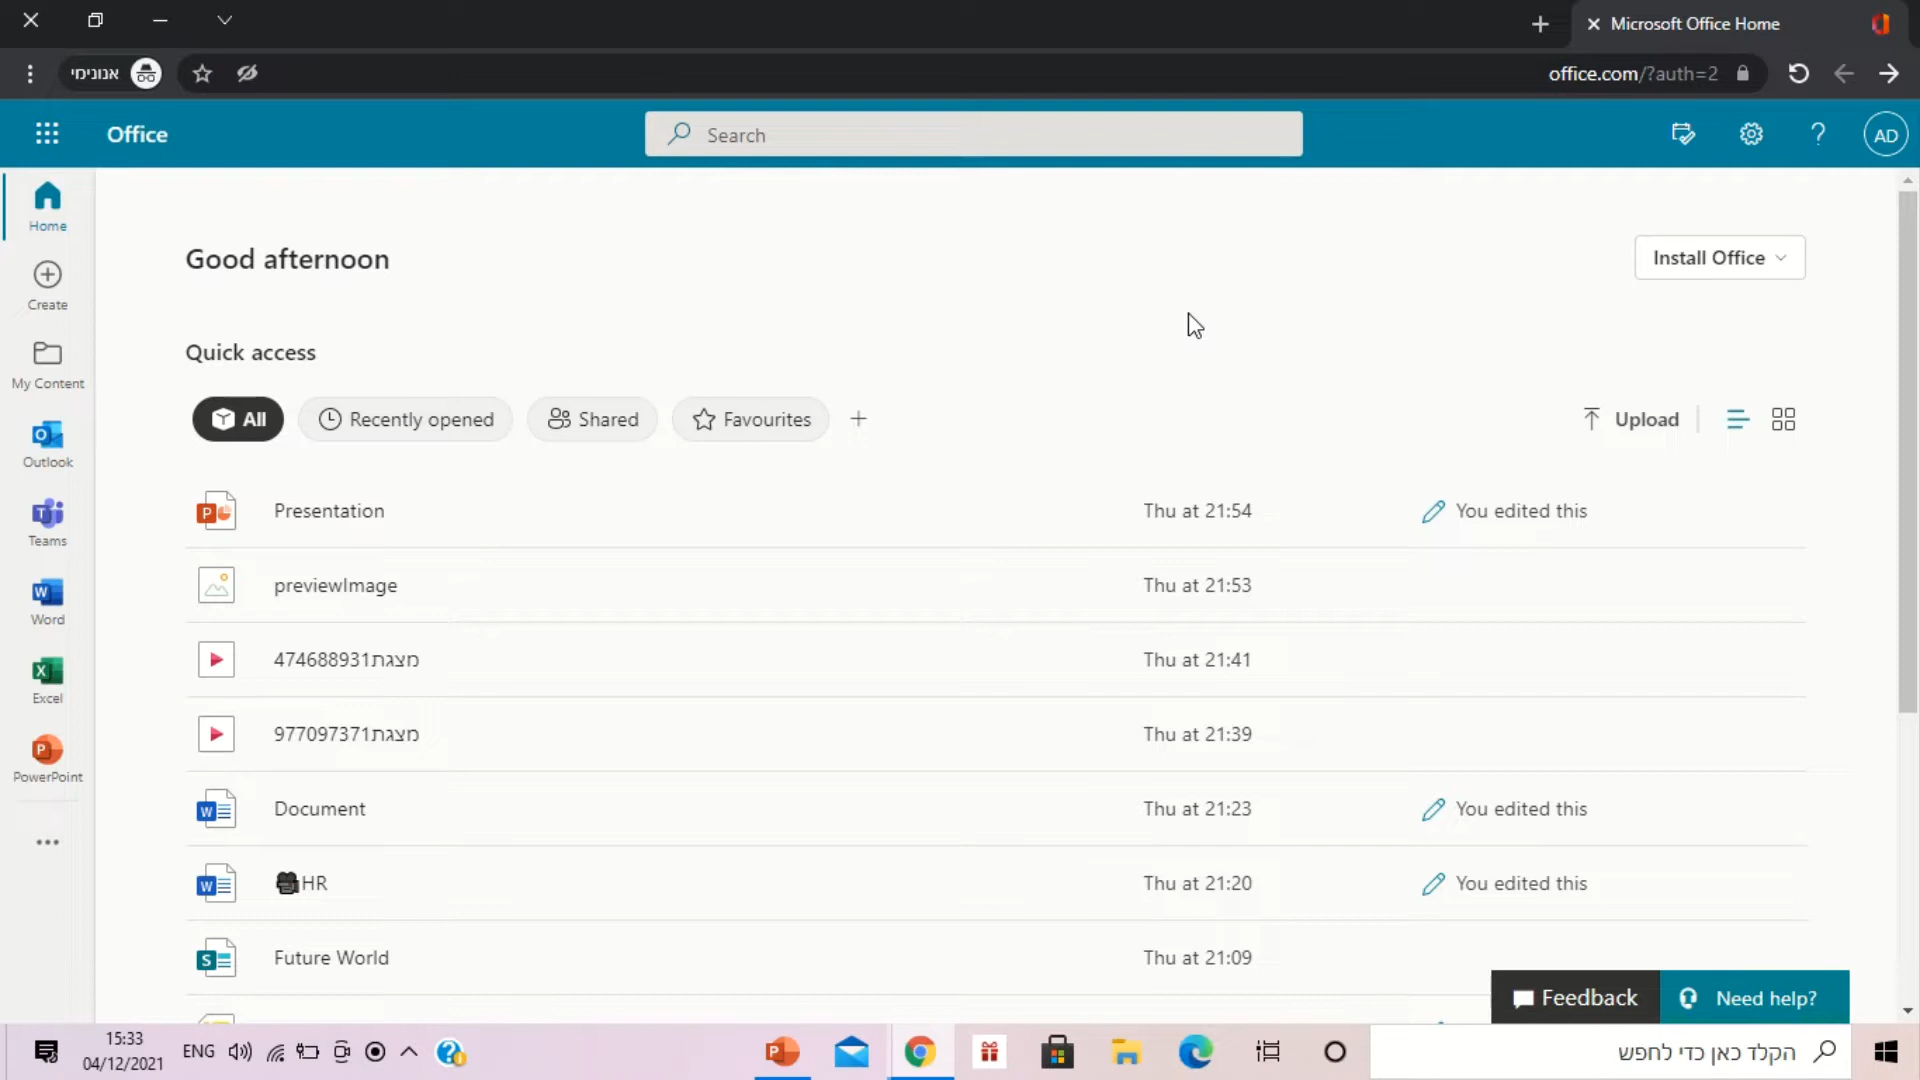 Microsoft Office Home
אנונימי
office.com/?auth=2
Office
Search
AD
Home
Create
My Content
Outlook
Teams
Word
Excel
PowerPoint
Good afternoon
Install Office
Quick access
All
Recently opened
Shared
Favourites
Upload
Presentation
Thu at 21:54
You edited this
previewImage
Thu at 21:53
מצגת474688931
Thu at 21:41
מצגת977097371
Thu at 21:39
Document
Thu at 21:23
You edited this
HR
Thu at 21:20
You edited this
Future World
Thu at 21:09
Feedback
Need help?
15:33
04/12/2021
ENG
הקלד כאן כדי לחפש